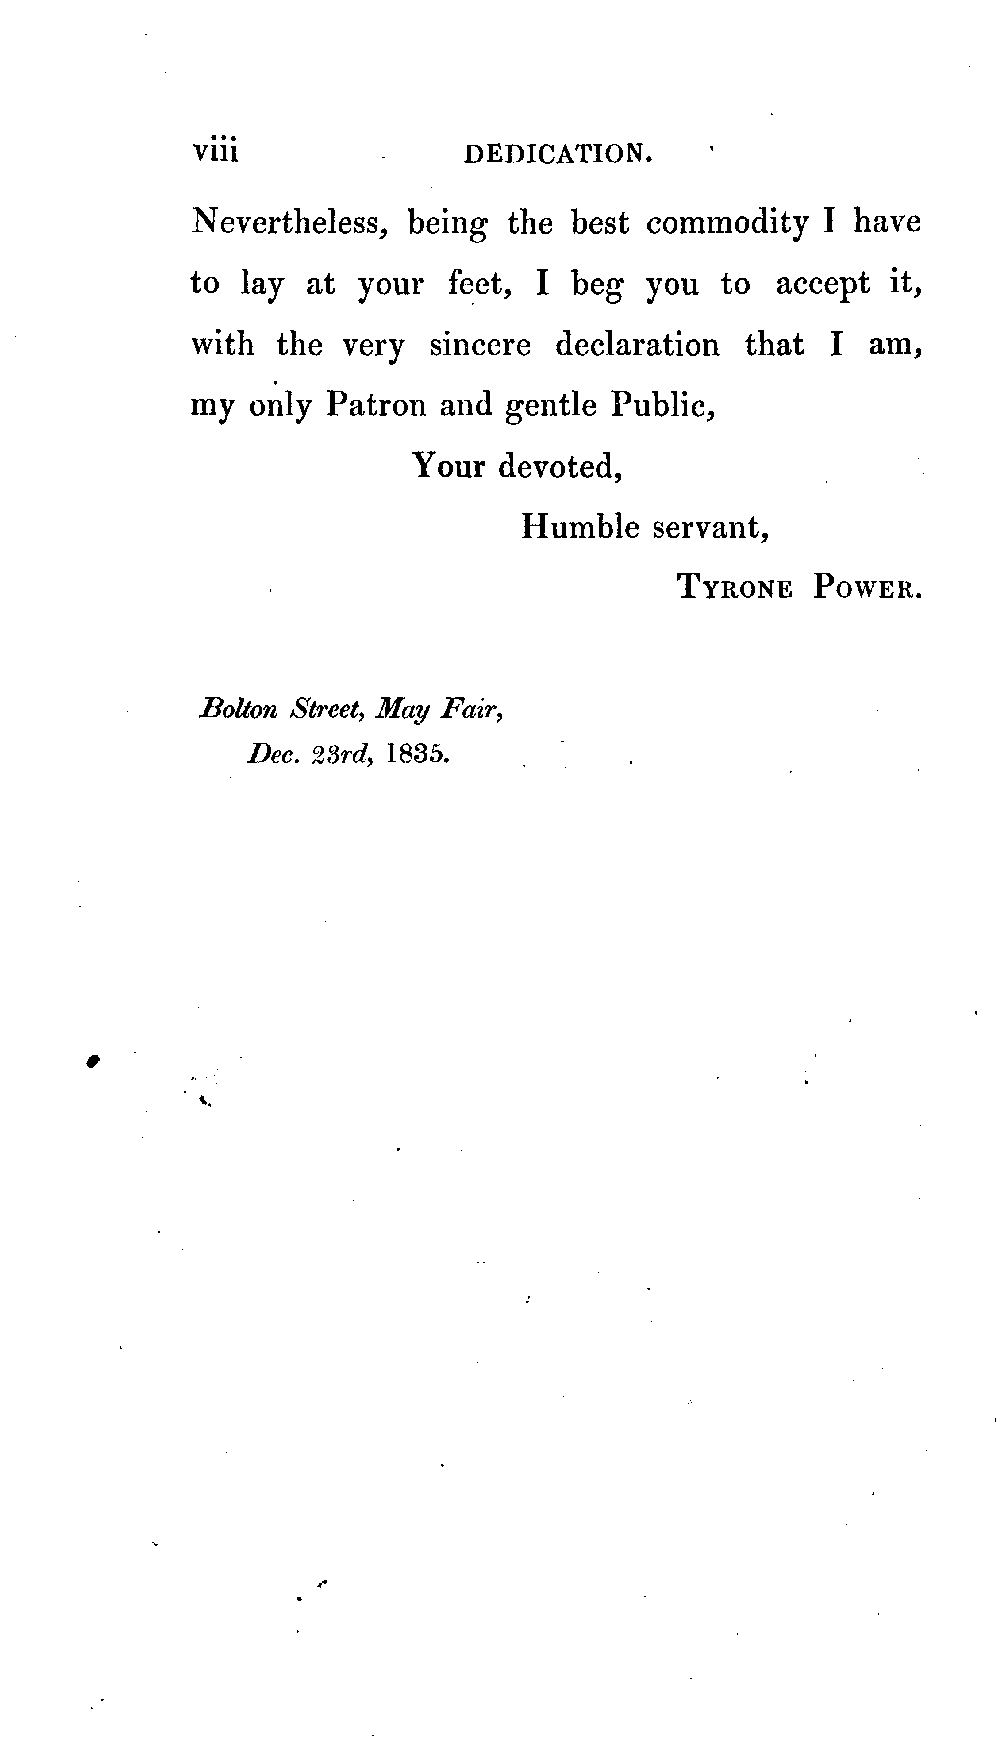 viii DEDICATION.
Nevertheless, being the best commodity I have
to lay at your feet, I beg you to accept it,
with the very sincere declaration that I am,
my only Patron and gentle Public,
Your devoted,
Humble servant,
TYRONE POWER.
Bolton Street, May Fair,
Dec. 23rd, 1835.